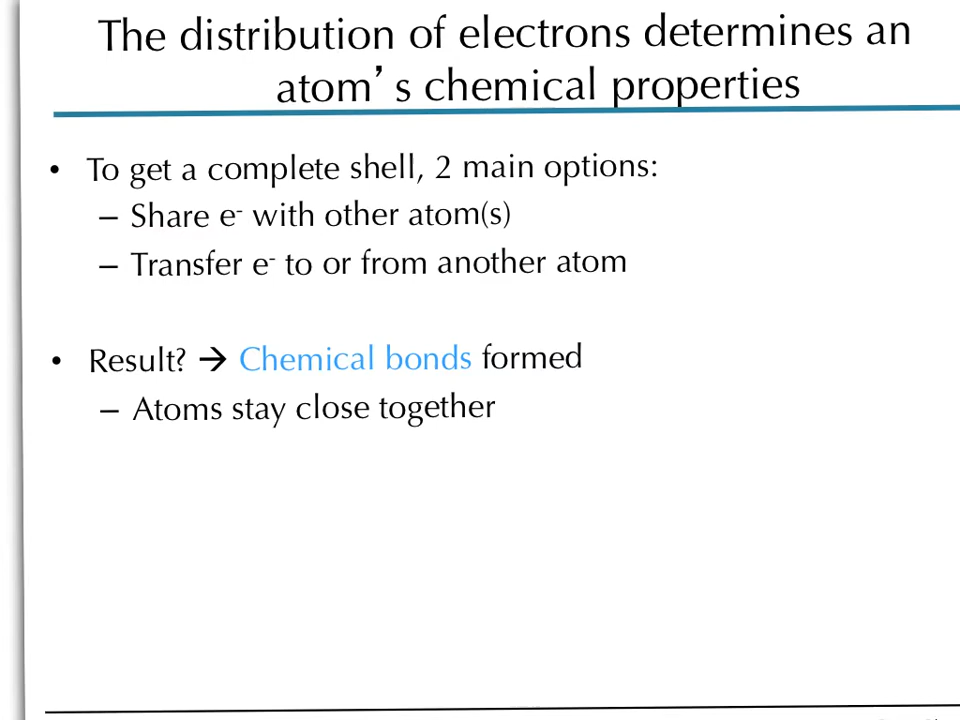 The distribution of electrons determines an
atom’s chemical properties
• To get a complete shell, 2 main options:
– Share e- with other atom(s)
– Transfer e- to or from another atom
• Result? → Chemical bonds formed
– Atoms stay close together